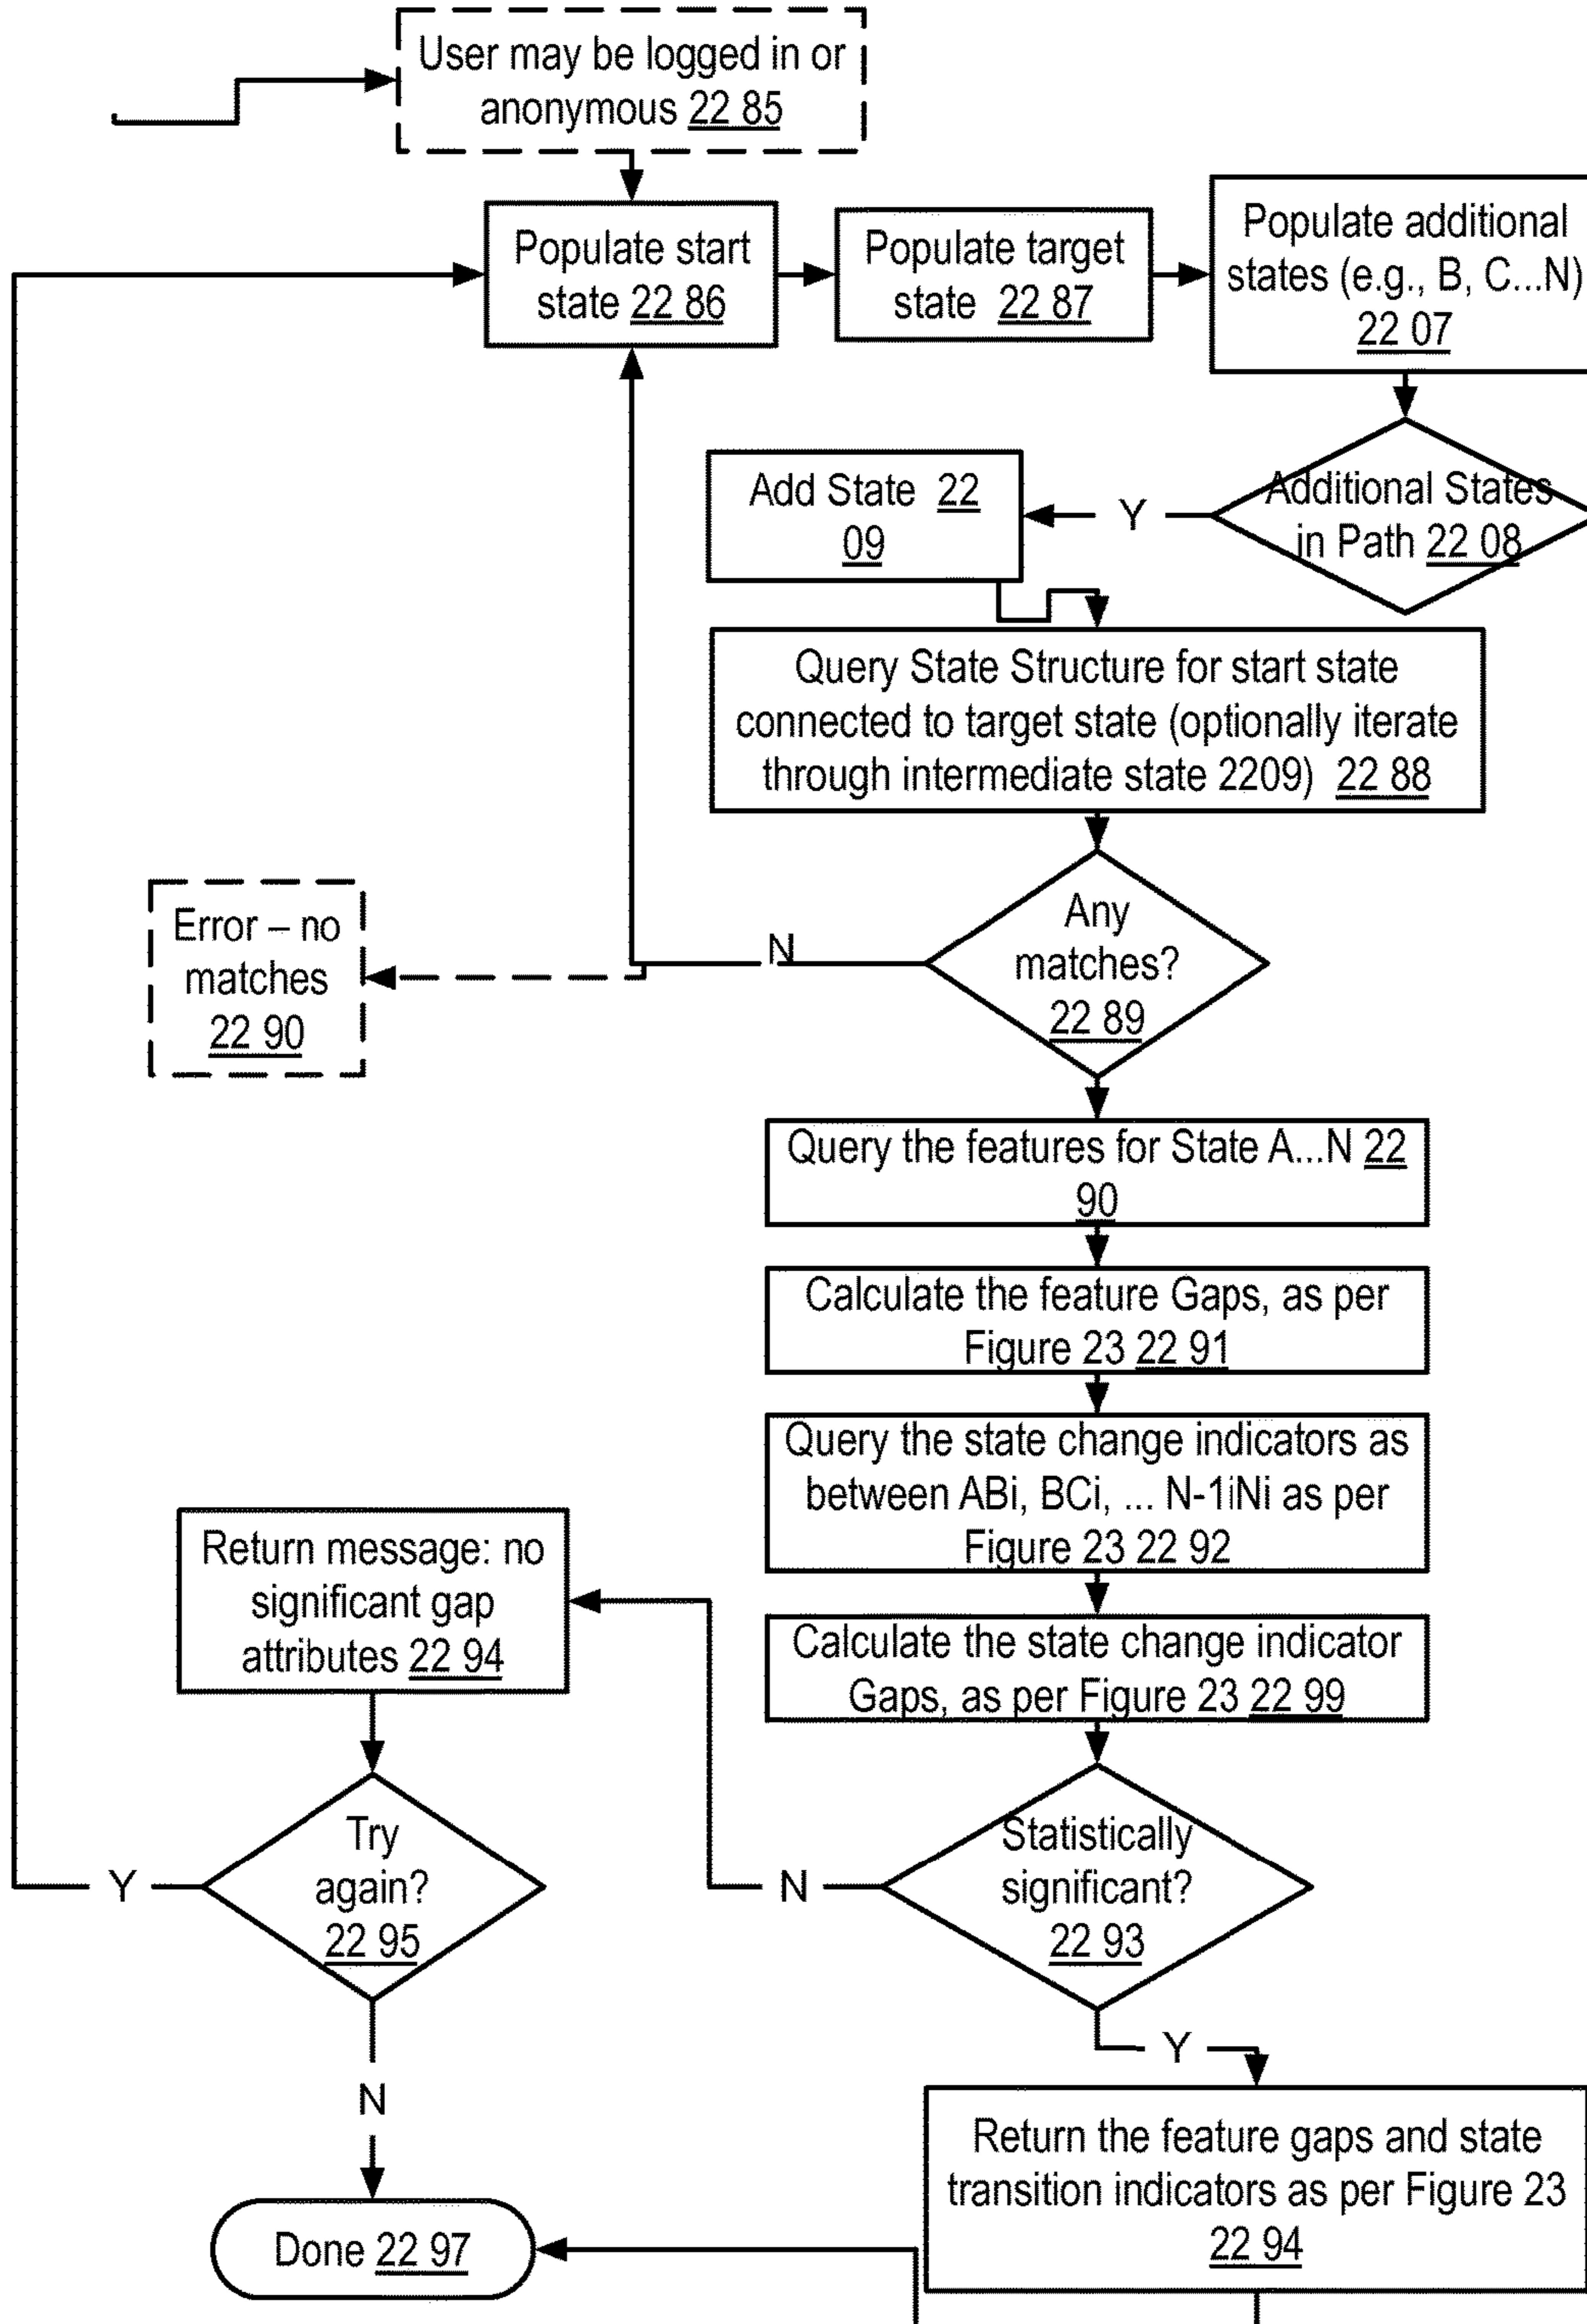 User may be logged in or
anonymous 22 85
Populate start
state 22 86
Populate target
state 22 87
Populate additional
states (e.g., B, C...N)
22 07
Additional States
in Path 22 08
Y
Add State 22
09
Query State Structure for start state
connected to target state (optionally iterate
through intermediate state 2209) 22 88
Any
matches?
22 89
N
Error – no
matches
22 90
Query the features for State A...N 22
90
Calculate the feature Gaps, as per
Figure 23 22 91
Query the state change indicators as
between ABi, BCi, ... N-1iNi as per
Figure 23 22 92
Calculate the state change indicator
Gaps, as per Figure 23 22 99
Statistically
significant?
22 93
N
Return message: no
significant gap
attributes 22 94
Try
again?
22 95
Y
N
Y
Return the feature gaps and state
transition indicators as per Figure 23
22 94
Done 22 97